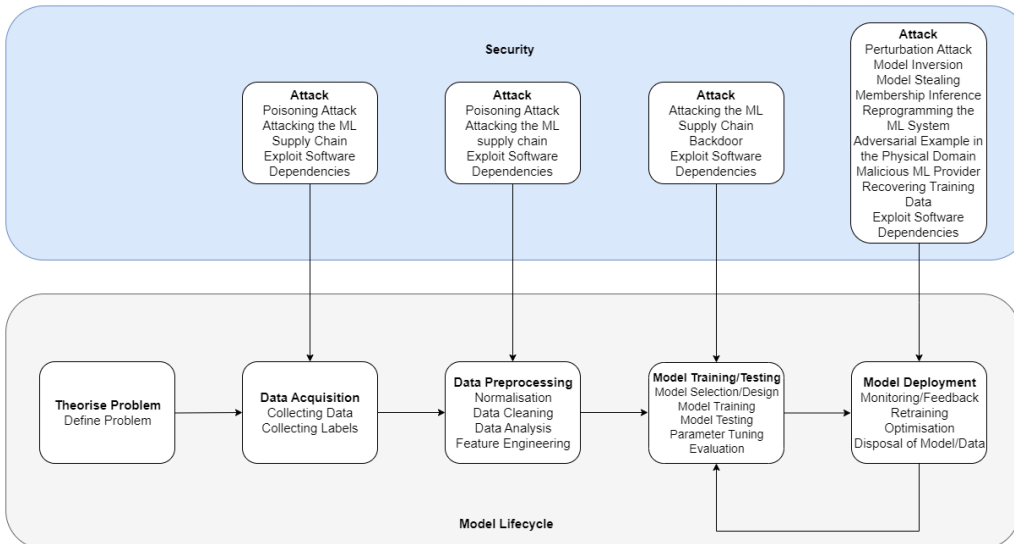 Security
Attack
Poisoning Attack
Attacking the ML
Supply Chain
Exploit Software
Dependencies
Attack
Poisoning Attack
Attacking the ML
supply chain
Exploit Software
Dependencies
Attack
Attacking the ML
Supply Chain
Backdoor
Exploit Software
Dependencies
Attack
Perturbation Attack
Model Inversion
Model Stealing
Membership Inference
Reprogramming the
ML System
Adversarial Example in
the Physical Domain
Malicious ML Provider
Recovering Training
Data
Exploit Software
Dependencies
Theorise Problem
Define Problem
Data Acquisition
Collecting Data
Collecting Labels
Data Preprocessing
Normalisation
Data Cleaning
Data Analysis
Feature Engineering
Model Training/Testing
Model Selection/Design
Model Training
Model Testing
Parameter Tuning
Evaluation
Model Deployment
Monitoring/Feedback
Retraining
Optimisation
Disposal of Model/Data
Model Lifecycle